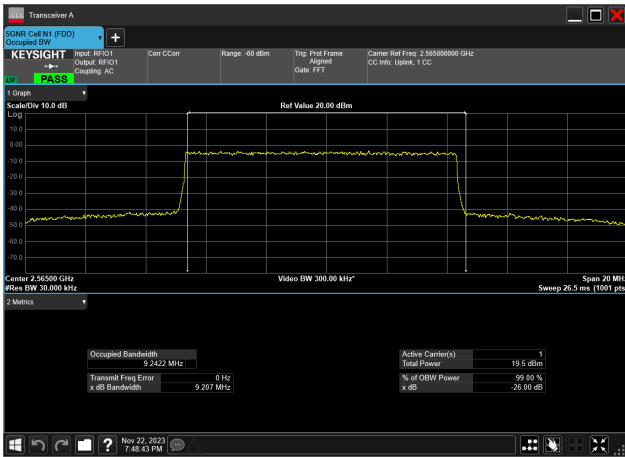 Transceiver A
5GNR Cell N1 (FDD)
Occupied BW
KEYSIGHT
LXI
PASS
Input: RFIO1
Output: RFIO1
Coupling: AC
Corr CCorr
Range: -60 dBm
Trig: Prot Frame
Aligned
Gate: FFT
Carrier Ref Freq: 2.565000000 GHz
CC Info: Uplink, 1 CC
1 Graph
Scale/Div 10.0 dB
Ref Value 20.00 dBm
Log
10.0
0.00
-10.0
-20.0
-30.0
-40.0
-50.0
-60.0
-70.0
Center 2.56500 GHz
Video BW 300.00 kHz*
Span 20 MHz
#Res BW 30.000 kHz
Sweep 26.5 ms (1001 pts
2 Metrics
Occupied Bandwidth
9.2422 MHz
Transmit Freq Error 0 Hz
x dB Bandwidth 9.207 MHz
Active Carrier(s) 1
Total Power 19.5 dBm
% of OBW Power 99.00 %
x dB -26.00 dB
Nov 22, 2023
7:48:43 PM